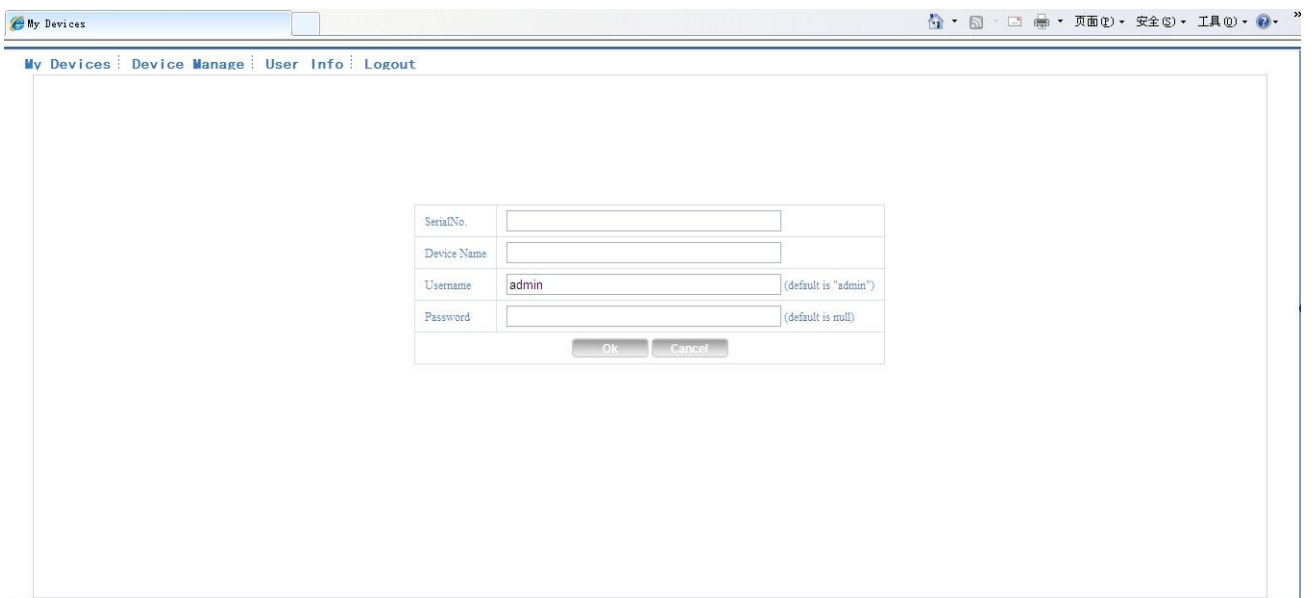 My Devices
页面(P) 安全(S) 工具(O) »
My Devices Device Manage User Info Logout
SerialNo.
Device Name
Username admin (default is "admin")
Password (default is null)
Ok Cancel